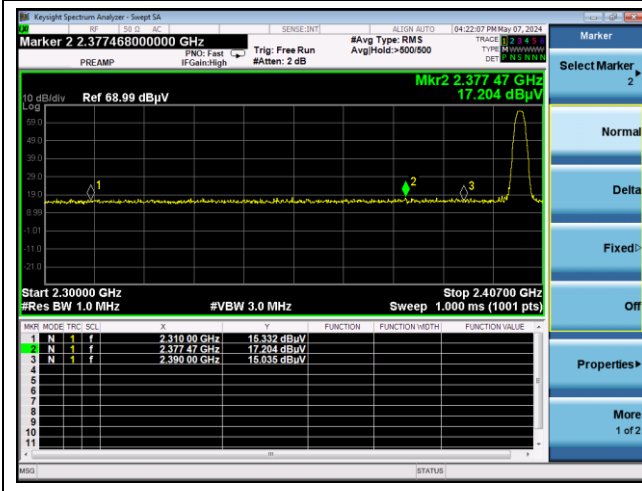 Keysight Spectrum Analyzer - Swept SA
RF 50 Ω AC SENSE:INT ALIGN AUTO 04:22:07 PM May 07, 2024
Marker 2 2.377468000000 GHz
PREAMP
PNO: Fast
IFGain:High
Trig: Free Run
#Atten: 2 dB
#Avg Type: RMS
Avg|Hold:>500/500
TRACE 1 2 3 4 5 6
TYPE M W W W W W
DET P N S N N N
Mkr2 2.377 47 GHz
17.204 dBµV
10 dB/div Ref 68.99 dBµV
Log
59.0
49.0
39.0
29.0
19.0
8.99
-1.01
-11.0
-21.0
1
2
3
Start 2.30000 GHz Stop 2.40700 GHz
#Res BW 1.0 MHz #VBW 3.0 MHz Sweep 1.000 ms (1001 pts)
MKR MODE TRC SCL X Y FUNCTION FUNCTION WIDTH FUNCTION VALUE
1 N 1 f 2.310 00 GHz 15.332 dBuV
2 N 1 f 2.377 47 GHz 17.204 dBuV
3 N 1 f 2.390 00 GHz 15.035 dBuV
4
5
6
7
8
9
10
11
MSG STATUS
Marker
Select Marker
2
Normal
Delta
Fixed
Off
Properties
More
1 of 2